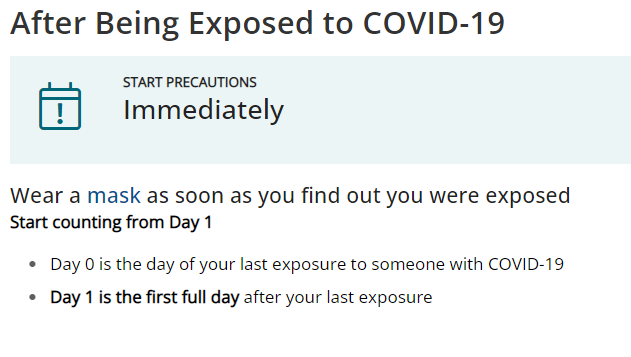 After Being Exposed to COVID-19
START PRECAUTIONS
Immediately
Wear a mask as soon as you find out you were exposed
Start counting from Day 1
• Day 0 is the day of your last exposure to someone with COVID-19
• Day 1 is the first full day after your last exposure